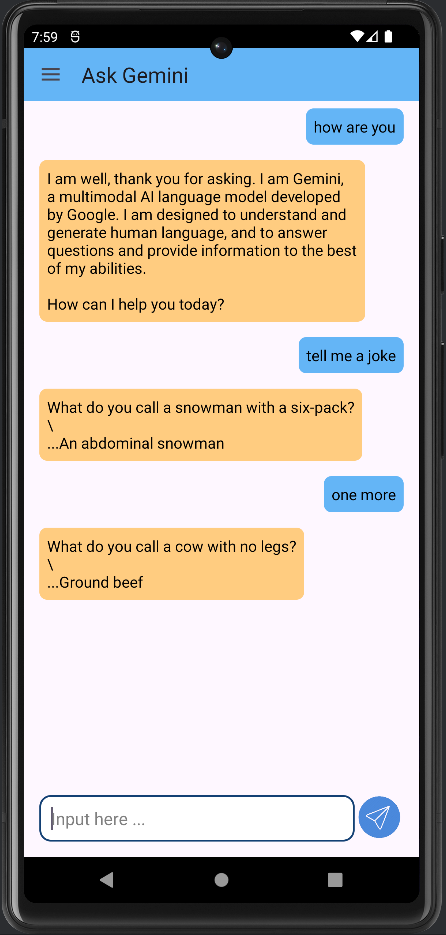 7:59
Ask Gemini
how are you
I am well, thank you for asking. I am Gemini,
a multimodal AI language model developed
by Google. I am designed to understand and
generate human language, and to answer
questions and provide information to the best
of my abilities.
How can I help you today?
tell me a joke
What do you call a snowman with a six-pack?
\
...An abdominal snowman
one more
What do you call a cow with no legs?
\
...Ground beef
Input here ...